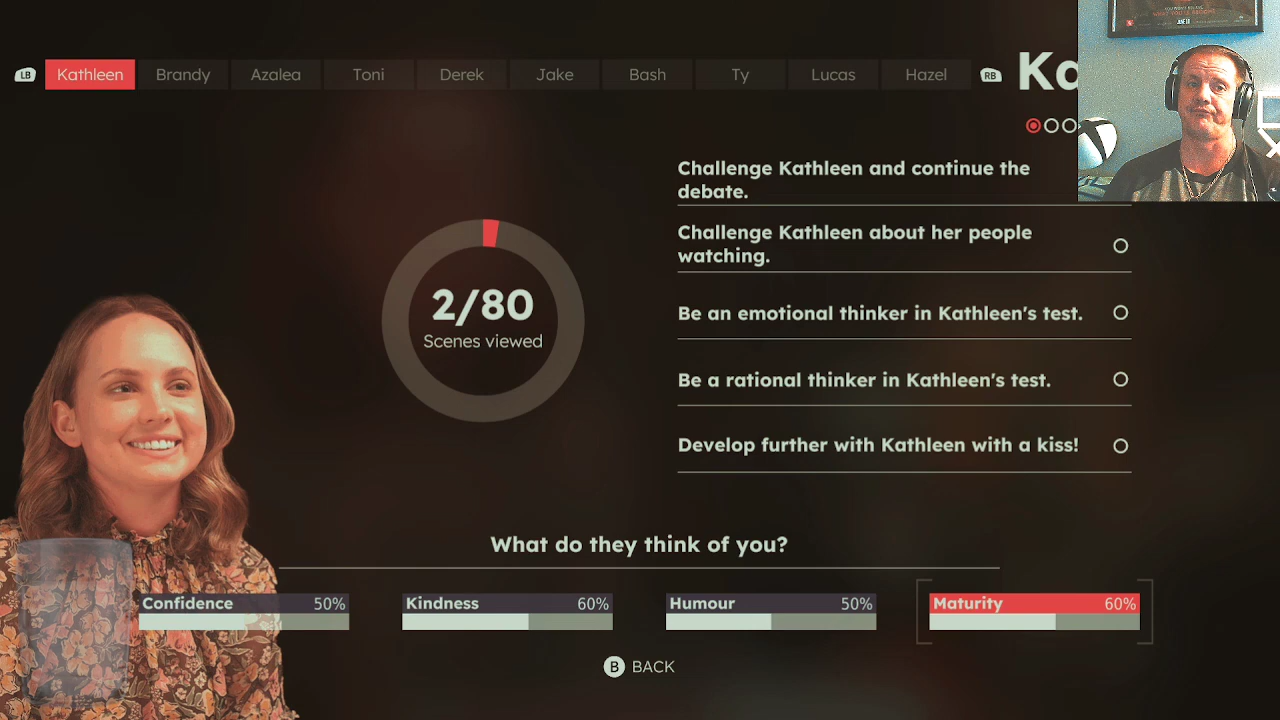 LB Kathleen Brandy Azalea Toni Derek Jake Bash Ty Lucas Hazel RB
Challenge Kathleen and continue the
debate.
Challenge Kathleen about her people
watching.
Be an emotional thinker in Kathleen's test.
Be a rational thinker in Kathleen's test.
Develop further with Kathleen with a kiss!
2/80
Scenes viewed
What do they think of you?
Confidence 50%
Kindness 60%
Humour 50%
Maturity 60%
B BACK